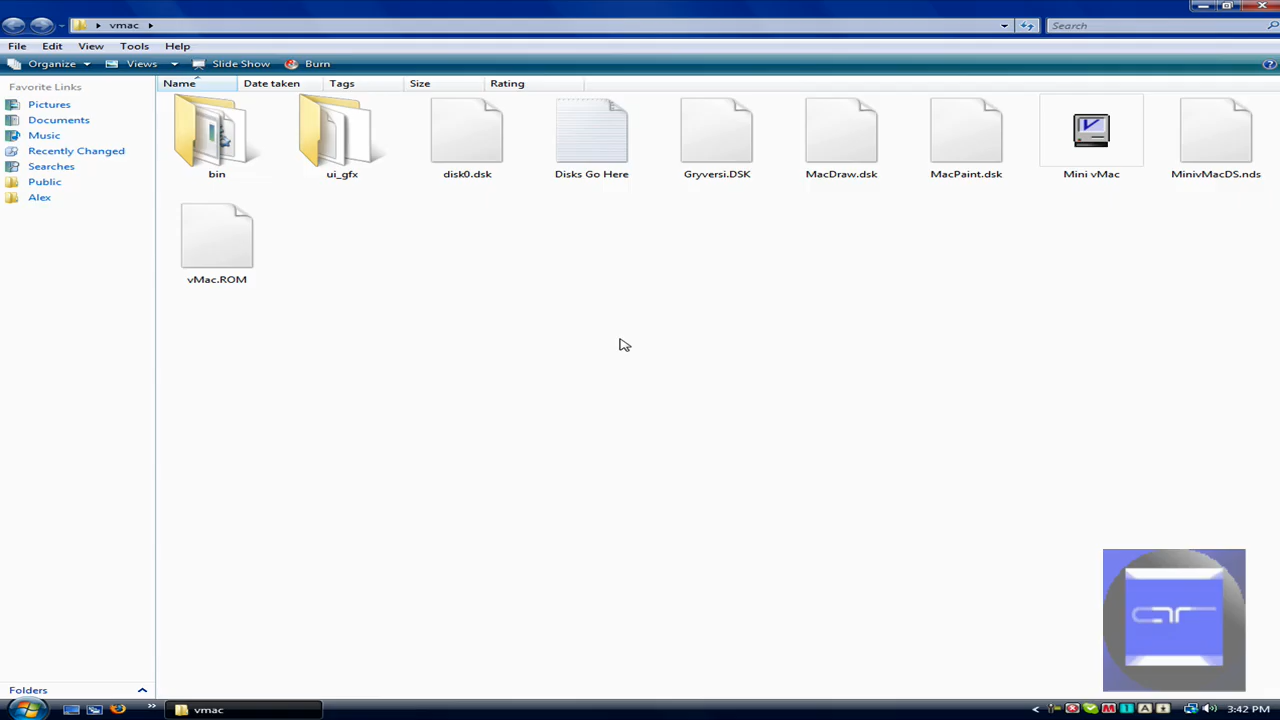 vmac
Search
File Edit View Tools Help
Organize Views Slide Show Burn
Favorite Links
Pictures
Documents
Music
Recently Changed
Searches
Public
Alex
Name Date taken Tags Size Rating
bin ui_gfx disk0.dsk Disks Go Here Gryversi.DSK MacDraw.dsk MacPaint.dsk Mini vMac MinivMacDS.nds
vMac.ROM
Folders
vmac
3:42 PM